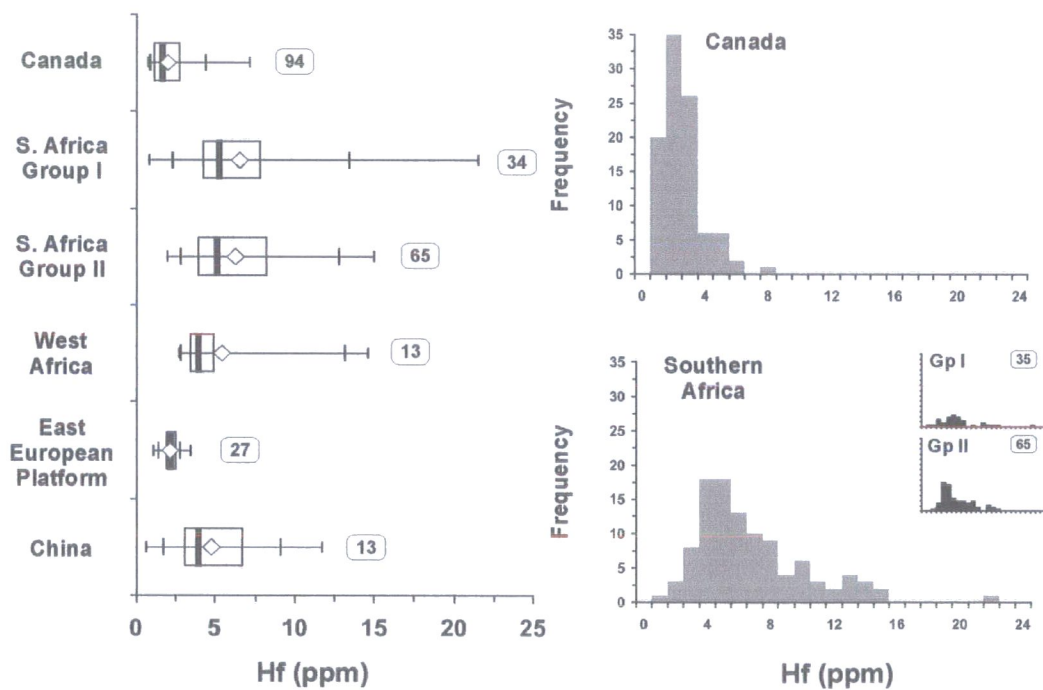 Canada
94
S. Africa
Group I
34
S. Africa
Group II
65
West
Africa
13
East
European
Platform
27
China
13
0 5 10 15 20 25
Hf (ppm)
Canada
Frequency
35
30
25
20
15
10
5
0
0 4 8 12 16 20 24
Southern
Africa
Frequency
35
30
25
20
15
10
5
0
0 4 8 12 16 20 24
Hf (ppm)
Gp I 35
Gp II 65